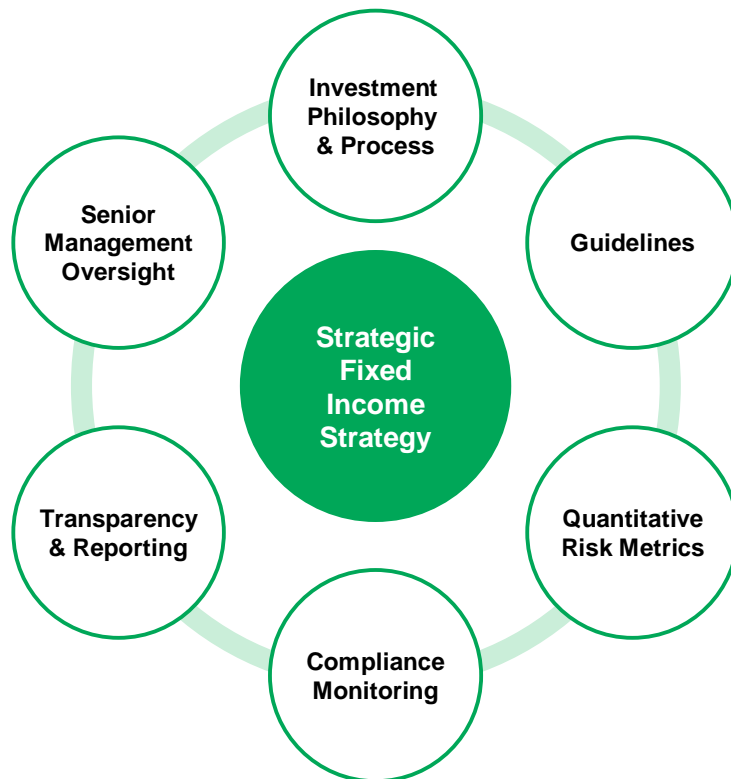 Investment
Philosophy
& Process
Senior
Management
Oversight
Guidelines
Strategic
Fixed
Income
Strategy
Transparency
& Reporting
Quantitative
Risk Metrics
Compliance
Monitoring